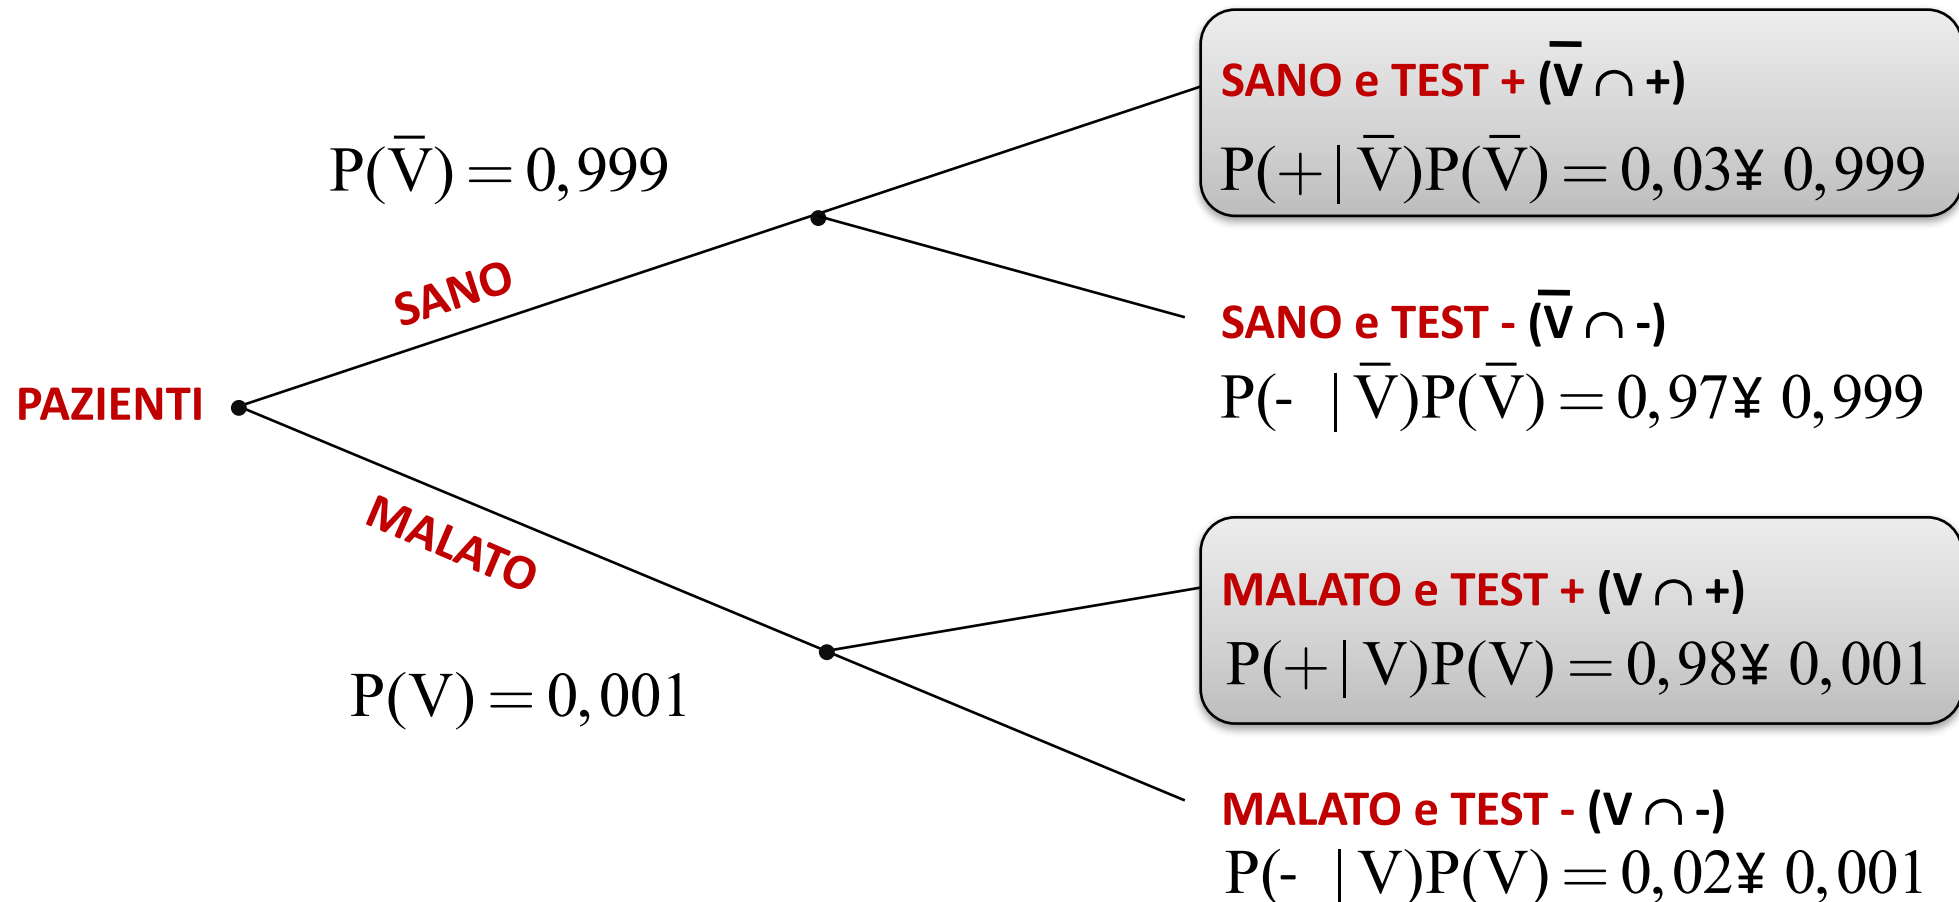 SANO e TEST + (V̅ ∩ +)
P(+ | V̅)P(V̅) = 0,03¥ 0,999
P(V̅) = 0,999
SANO
SANO e TEST - (V̅ ∩ -)
P(- | V̅)P(V̅) = 0,97¥ 0,999
PAZIENTI
MALATO
MALATO e TEST + (V ∩ +)
P(+ | V)P(V) = 0,98¥ 0,001
P(V) = 0,001
MALATO e TEST - (V ∩ -)
P(- | V)P(V) = 0,02¥ 0,001